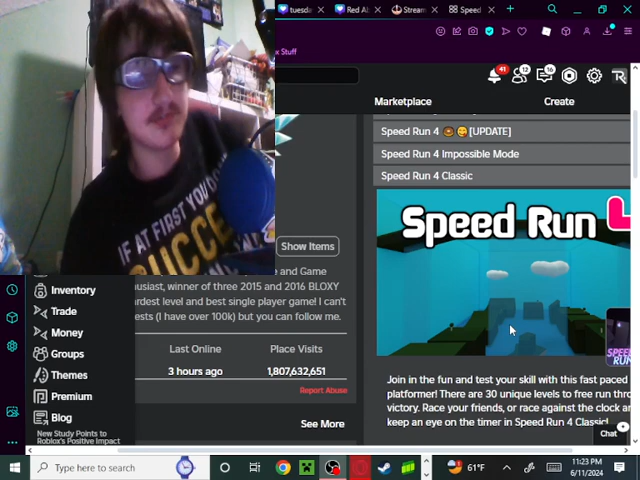 tuesda
Red Al
Stream
Speed
x Stuff
41
12
16
Marketplace
Create
Speed Run 4 🍩😋[UPDATE]
Speed Run 4 Impossible Mode
Speed Run 4 Classic
Speed Run
IF AT FIRST YOU DO
SUCCE
Show Items
e and Game
husiast, winner of three 2015 and 2016 BLOXY
ardest level and best single player game! I can't
ests (I have over 100k) but you can follow me.
Last Online
Place Visits
3 hours ago
1,807,632,651
Report Abuse
See More
Inventory
Trade
Money
Groups
Themes
Premium
Blog
New Study Points to
Roblox's Positive Impact
SPEED
RUN
Join in the fun and test your skill with this fast paced
platformer! There are 30 unique levels to free run thro
victory. Race your friends, or race against the clock an
keep an eye on the timer in Speed Run 4 Classic!
Chat
Type here to search
61°F
11:23 PM
6/11/2024